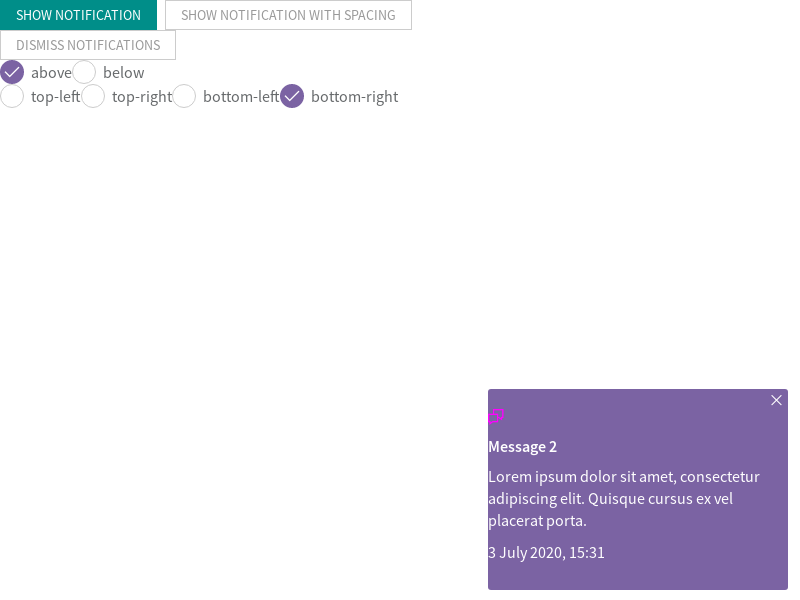 SHOW NOTIFICATION SHOW NOTIFICATION WITH SPACING
DISMISS NOTIFICATIONS
above below
top-left top-right bottom-left bottom-right
Message 2
Lorem ipsum dolor sit amet, consectetur
adipiscing elit. Quisque cursus ex vel
placerat porta.
3 July 2020, 15:31